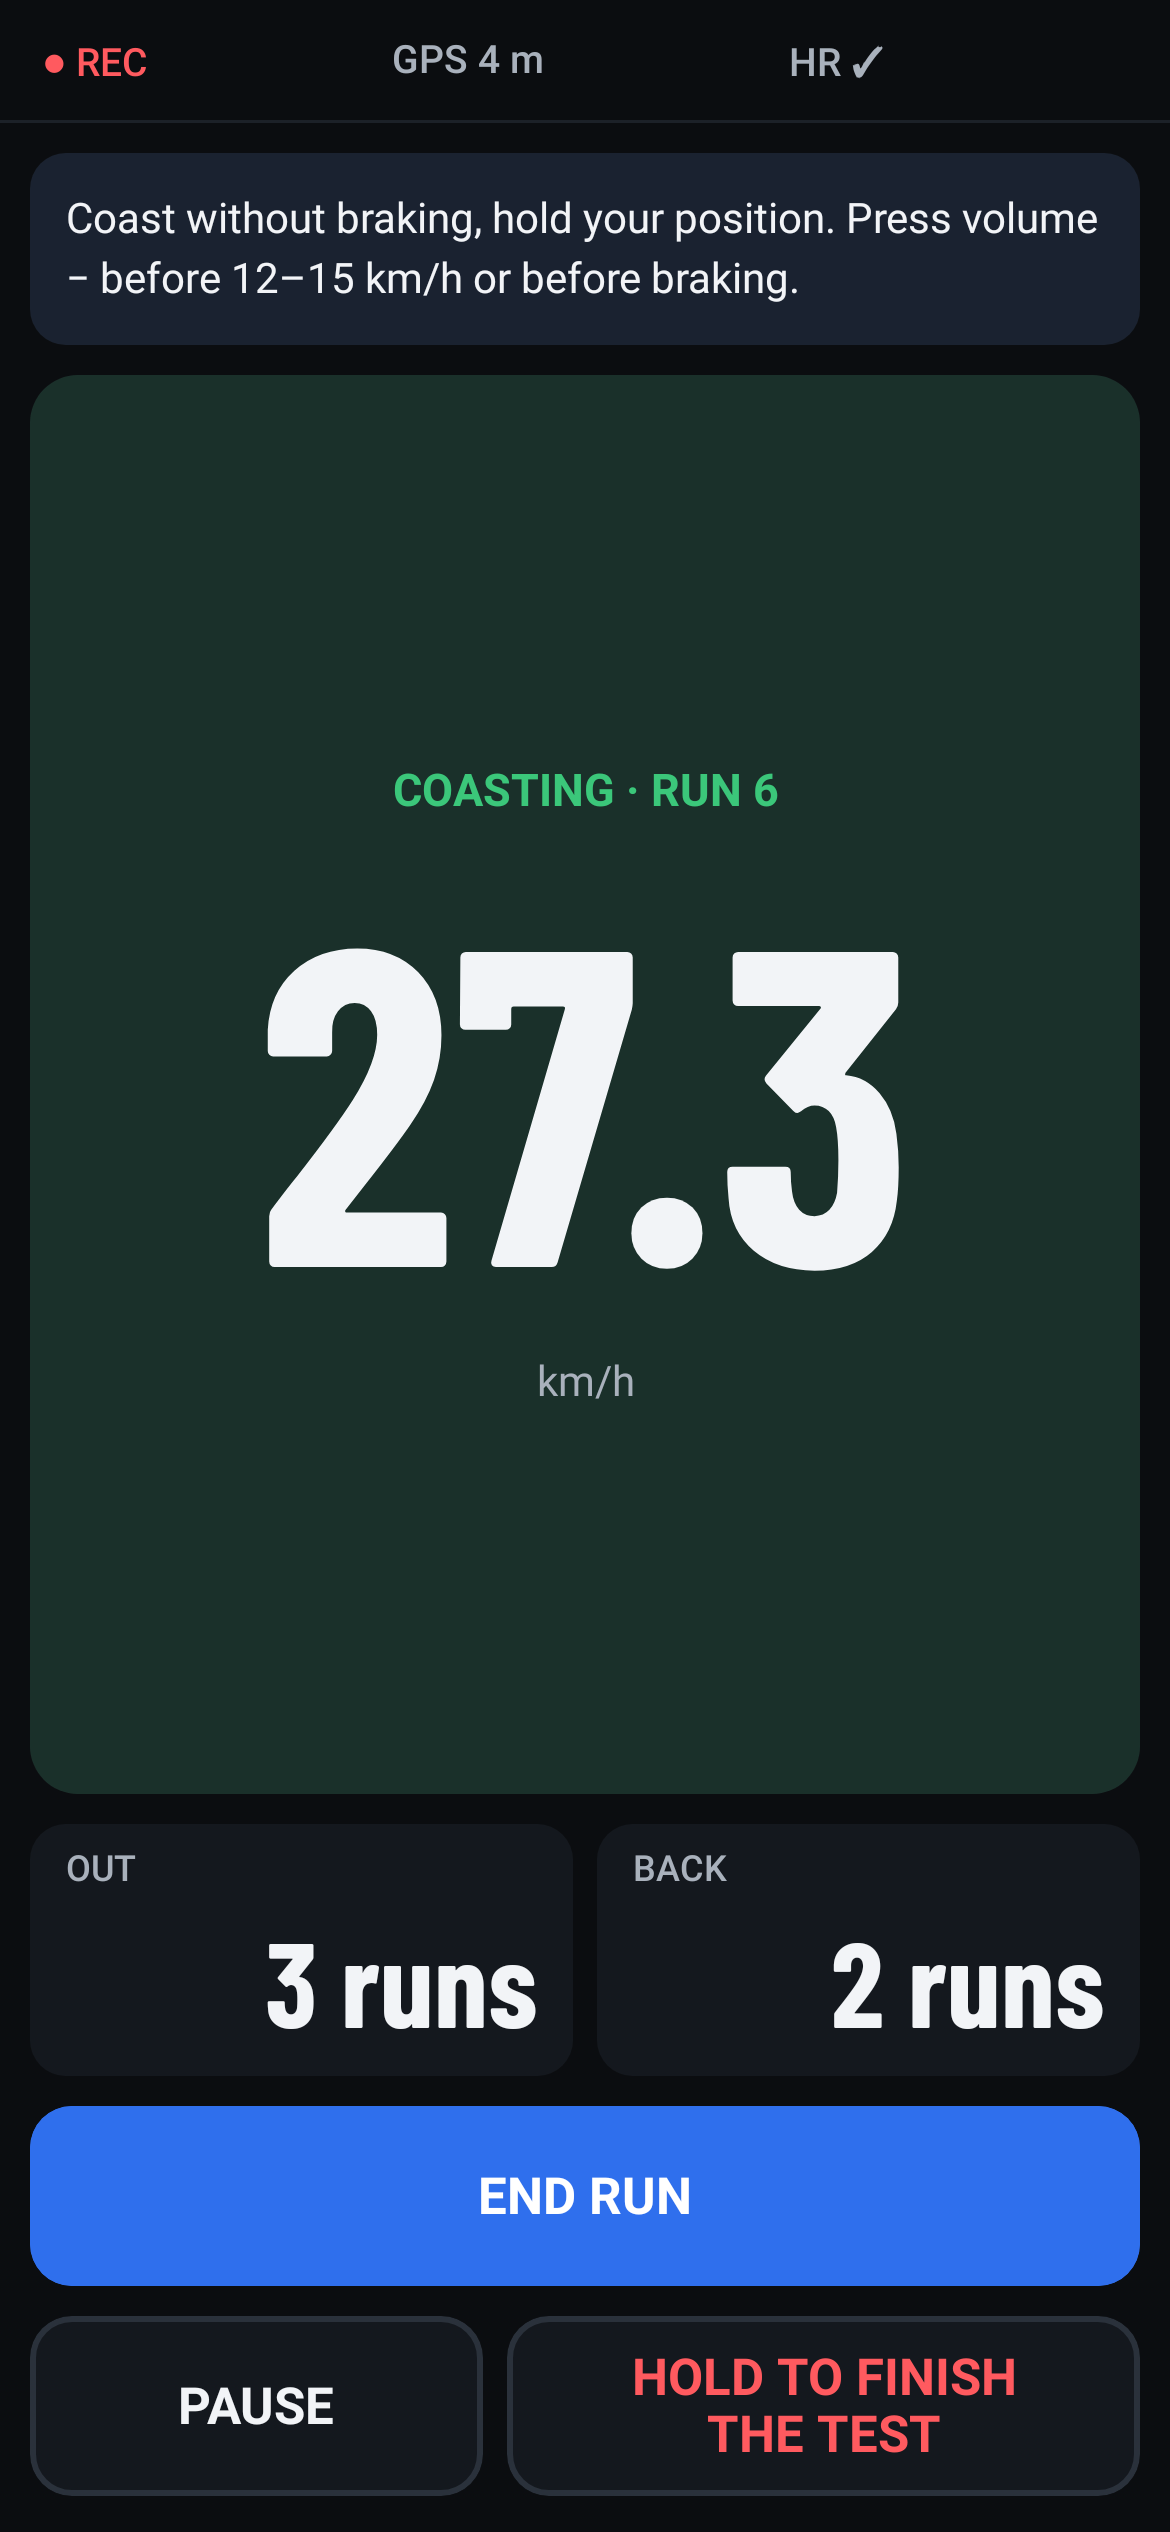 ● REC
GPS 4 m
HR ✓
Coast without braking, hold your position. Press volume
− before 12–15 km/h or before braking.
COASTING · RUN 6
27.3
km/h
OUT
3 runs
BACK
2 runs
END RUN
PAUSE
HOLD TO FINISH
THE TEST